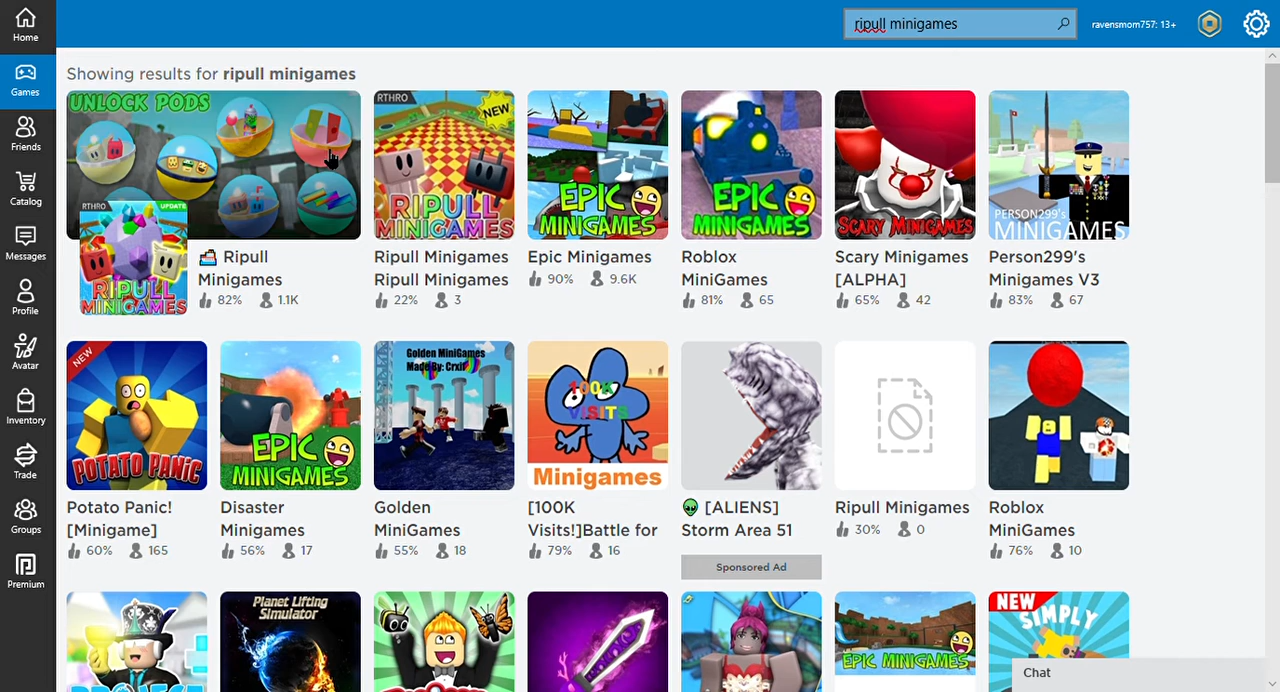 Home
Games
Friends
Catalog
Messages
Profile
Avatar
Inventory
Trade
Groups
Premium
ripull minigames
ravensmom757: 13+
Showing results for ripull minigames
UNLOCK PODS
RTHRO
UPDATE
RIPULL
MINIGAMES
Ripull
Minigames
82% 1.1K
RTHRO
NEW
RIPULL
MINIGAMES
Ripull Minigames
Ripull Minigames
22% 3
EPIC
MINIGAMES
Epic Minigames
90% 9.6K
EPIC
MINIGAMES
Roblox
MiniGames
81% 65
SCARY MINIGAMES
Scary Minigames
[ALPHA]
65% 42
PERSON299's
MINIGAMES
Person299's
Minigames V3
83% 67
NEW
POTATO PANIC
Potato Panic!
[Minigame]
60% 165
EPIC
MINIGAMES
Disaster
Minigames
56% 17
Golden MiniGames
Made By: Crxif
Golden
MiniGames
55% 18
100K
VISITS
Minigames
[100K
Visits!]Battle for
79% 16
[ALIENS]
Storm Area 51
Sponsored Ad
Ripull Minigames
30% 0
Roblox
MiniGames
76% 10
Planet Lifting
Simulator
EPIC MINIGAMES
NEW
SIMPLY
Chat